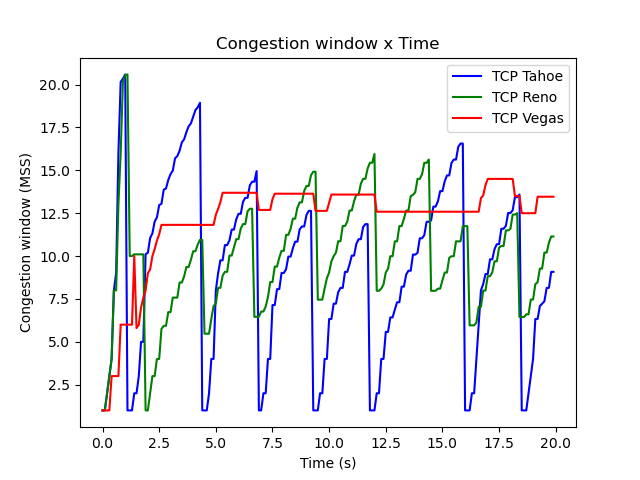 Congestion window x Time
TCP Tahoe
TCP Reno
TCP Vegas
Congestion window (MSS)
20.0
17.5
15.0
12.5
10.0
7.5
5.0
2.5
0.0 2.5 5.0 7.5 10.0 12.5 15.0 17.5 20.0
Time (s)